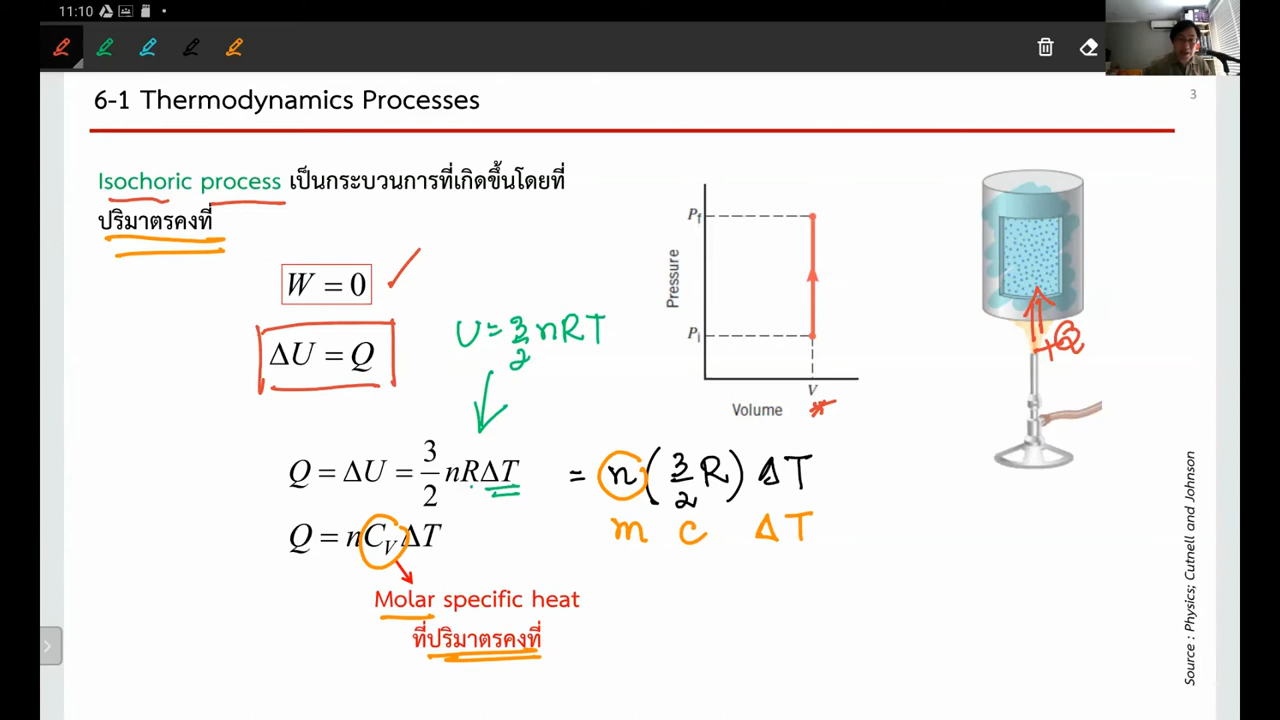 11:10
6-1 Thermodynamics Processes
3
Isochoric process เป็นกระบวนการที่เกิดขึ้นโดยที่
ปริมาตรคงที่
W = 0
ΔU = Q
U = 3/2 nRT
Q = ΔU = 3/2 nRΔT = n(3/2 R) ΔT
m c ΔT
Q = nC_V ΔT
Molar specific heat
ที่ปริมาตรคงที่
Pressure
P_f
P_i
V
Volume
+Q
Source : Physics; Cutnell and Johnson